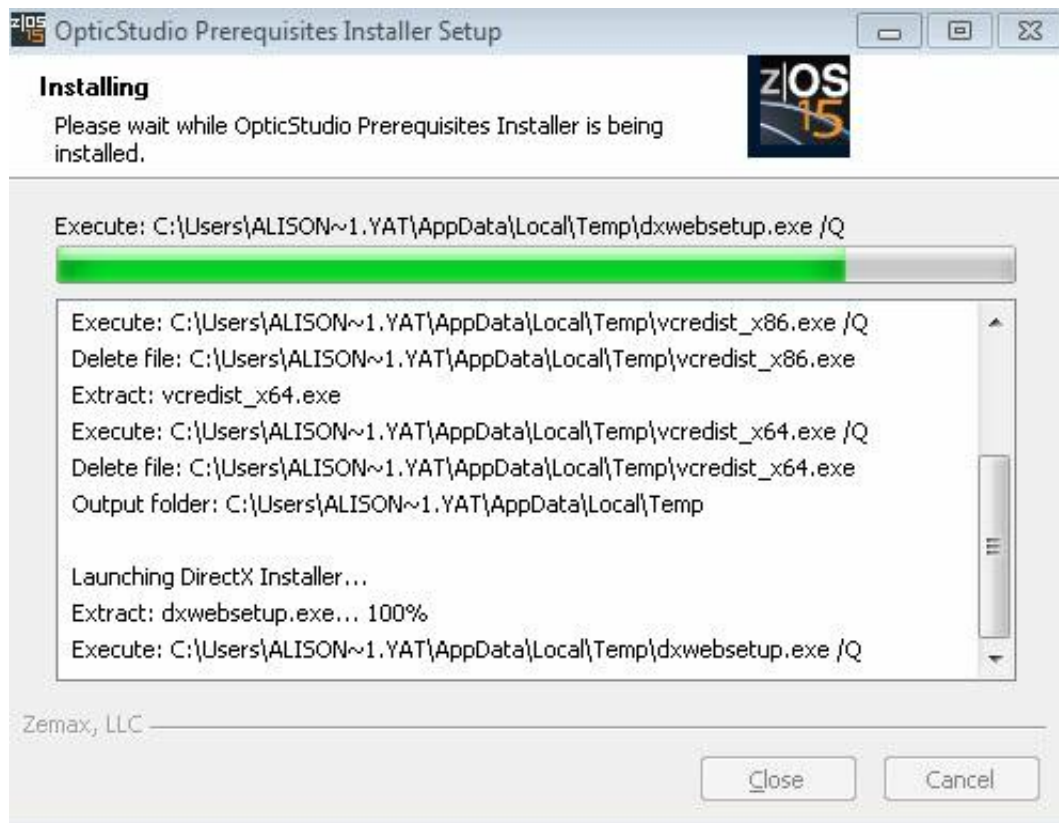 z|OS
15
OpticStudio Prerequisites Installer Setup
Installing
Please wait while OpticStudio Prerequisites Installer is being
installed.
z|OS
15
Execute: C:\Users\ALISON~1.YAT\AppData\Local\Temp\dxwebsetup.exe /Q
Execute: C:\Users\ALISON~1.YAT\AppData\Local\Temp\vcredist_x86.exe /Q
Delete file: C:\Users\ALISON~1.YAT\AppData\Local\Temp\vcredist_x86.exe
Extract: vcredist_x64.exe
Execute: C:\Users\ALISON~1.YAT\AppData\Local\Temp\vcredist_x64.exe /Q
Delete file: C:\Users\ALISON~1.YAT\AppData\Local\Temp\vcredist_x64.exe
Output folder: C:\Users\ALISON~1.YAT\AppData\Local\Temp
Launching DirectX Installer...
Extract: dxwebsetup.exe... 100%
Execute: C:\Users\ALISON~1.YAT\AppData\Local\Temp\dxwebsetup.exe /Q
Zemax, LLC
Close
Cancel